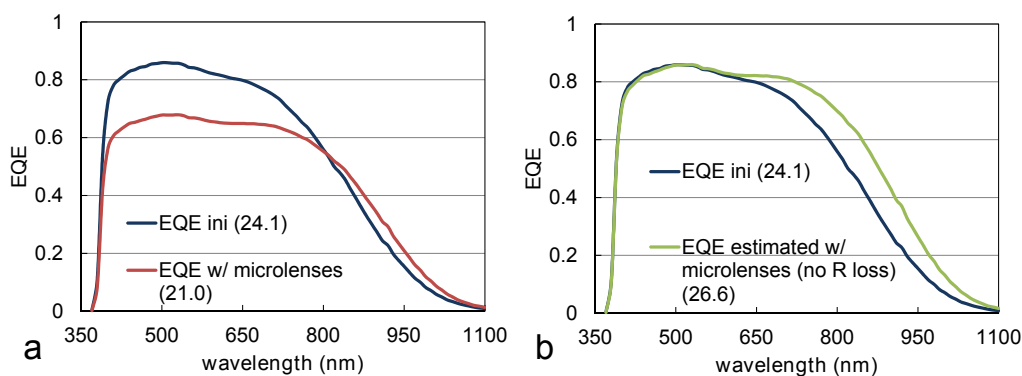 1
0.8
0.6
0.4
0.2
0
EQE
EQE ini (24.1)
EQE w/ microlenses
(21.0)
350 500 650 800 950 1100
wavelength (nm)
a
1
0.8
0.6
0.4
0.2
0
EQE
EQE ini (24.1)
EQE estimated w/
microlenses (no R loss)
(26.6)
350 500 650 800 950 1100
wavelength (nm)
b